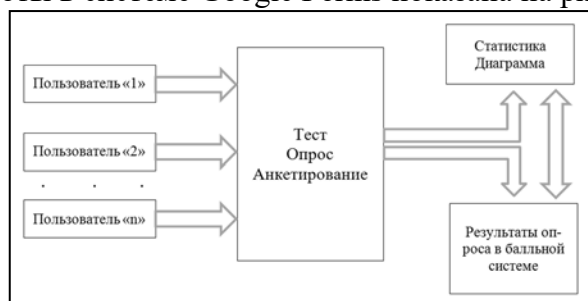 Статистика
Диаграмма
Пользователь «1»
Пользователь «2»
. . .
Пользователь «n»
Тест
Опрос
Анкетирование
Результаты оп-
роса в балльной
системе